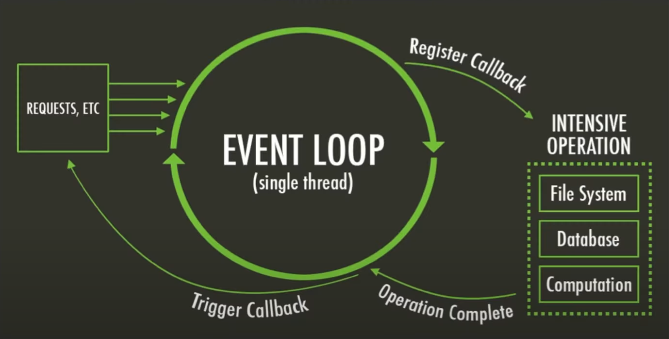 REQUESTS, ETC
EVENT LOOP
(single thread)
Register Callback
INTENSIVE
OPERATION
File System
Database
Computation
Operation Complete
Trigger Callback